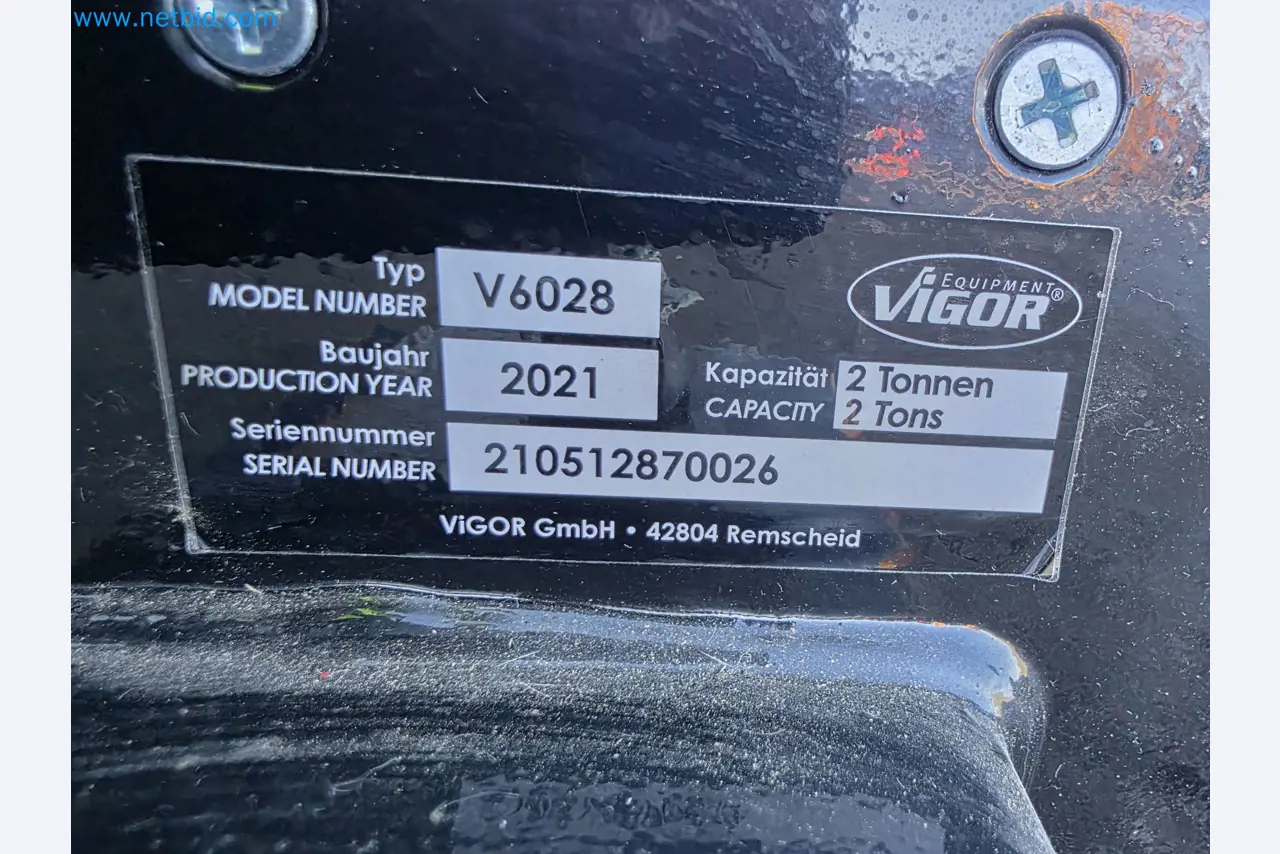 www.netbid.com
Typ
MODEL NUMBER
V6028
EQUIPMENT®
ViGOR
Baujahr
PRODUCTION YEAR
2021
Kapazität
CAPACITY
2 Tonnen
2 Tons
Seriennummer
SERIAL NUMBER
210512870026
ViGOR GmbH • 42804 Remscheid